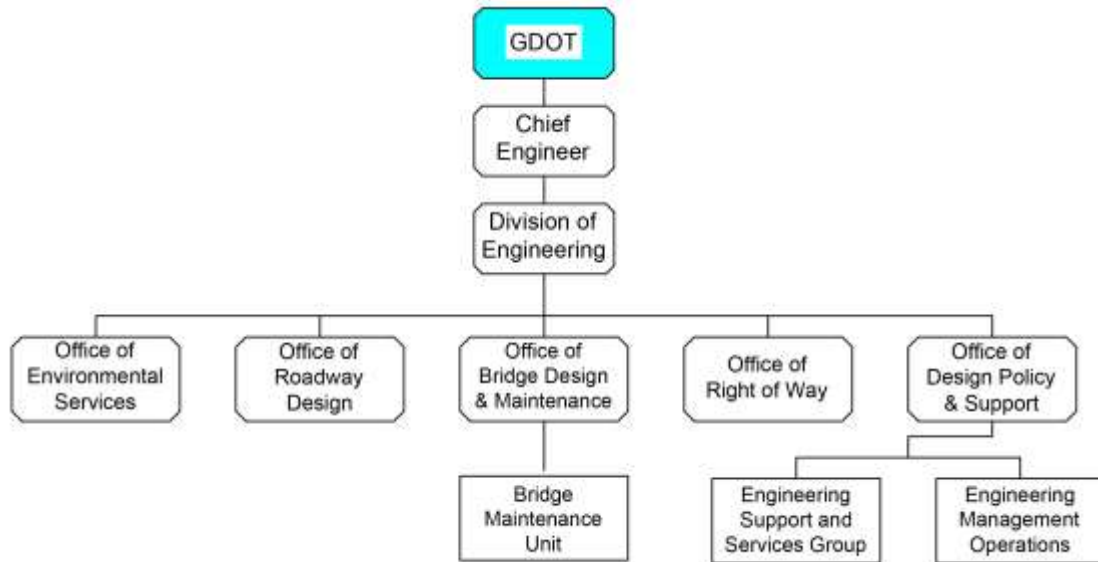 GDOT
Chief
Engineer
Division of
Engineering
Office of
Environmental
Services
Office of
Roadway
Design
Office of
Bridge Design
& Maintenance
Office of
Right of Way
Office of
Design Policy
& Support
Bridge
Maintenance
Unit
Engineering
Support and
Services Group
Engineering
Management
Operations